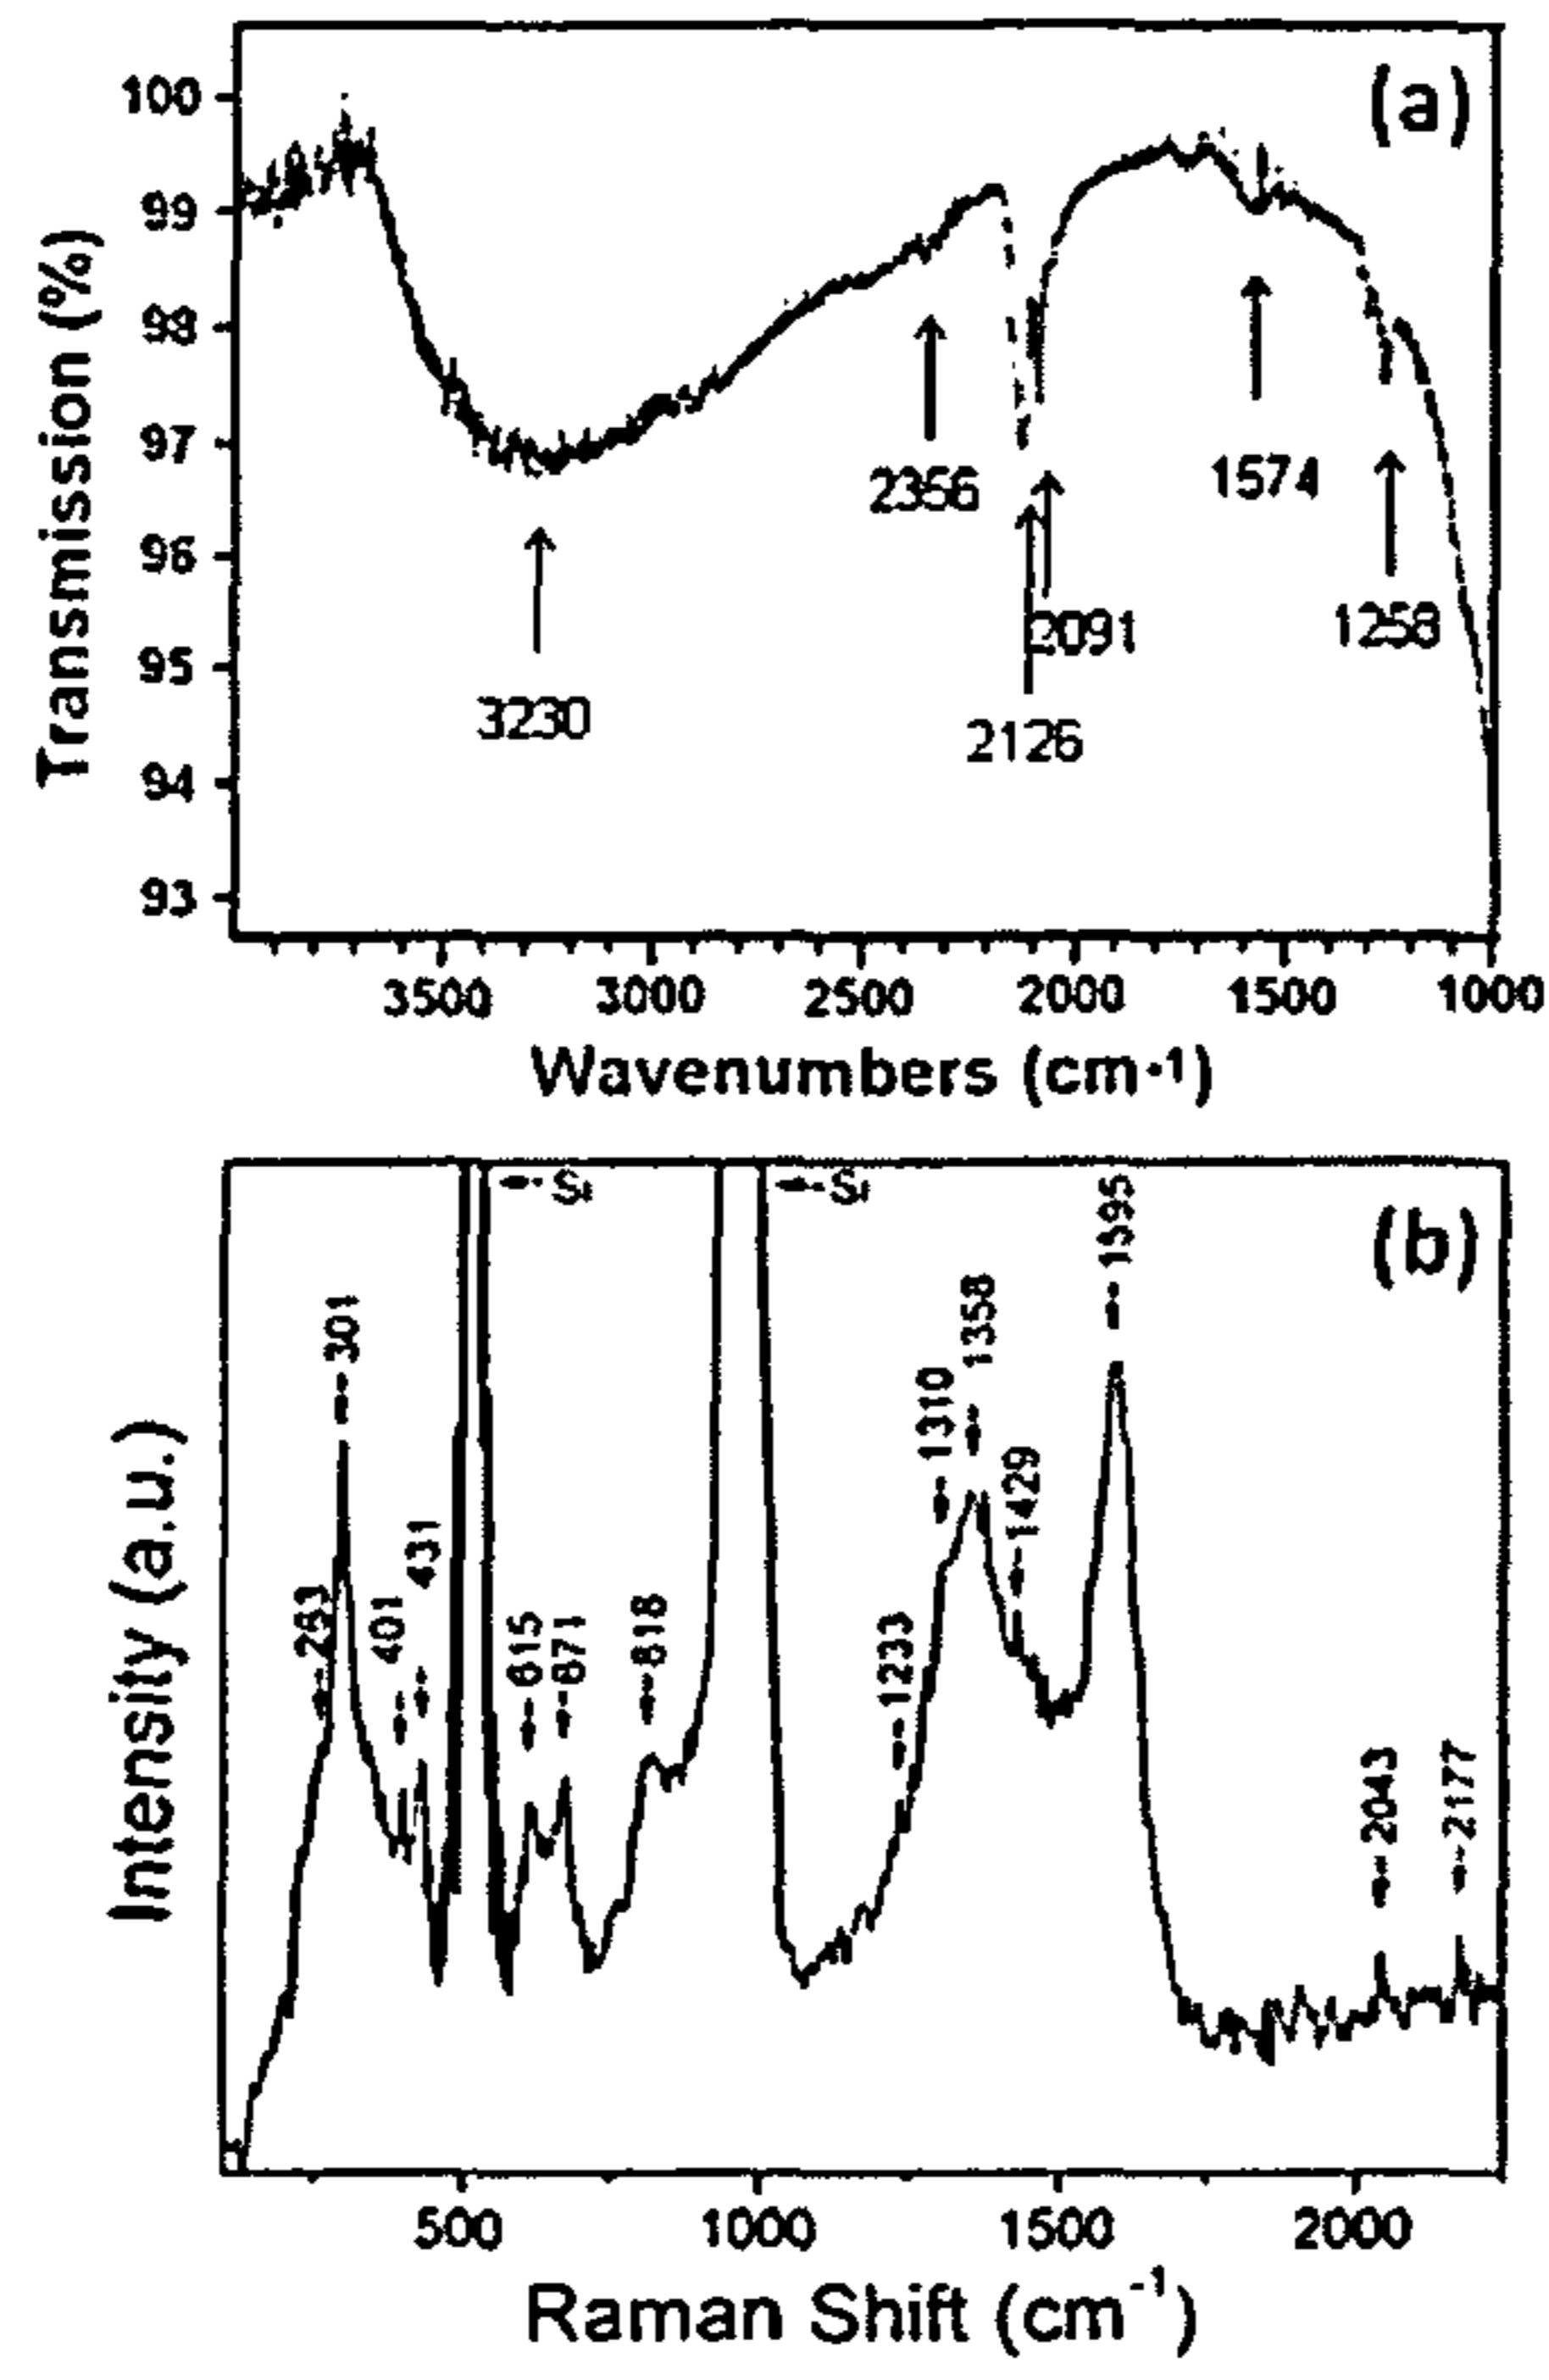 (a)
100
99
98
97
96
95
94
93
Transmission (%)
2356
1574
2091
1258
3230
2126
3500 3000 2500 2000 1500 1000
Wavenumbers (cm-1)
(b)
Si
Si
1595
301
1358
1310
1429
431
283
401
615
671
818
1233
2043
2177
Intensity (a.u.)
500 1000 1500 2000
Raman Shift (cm-1)